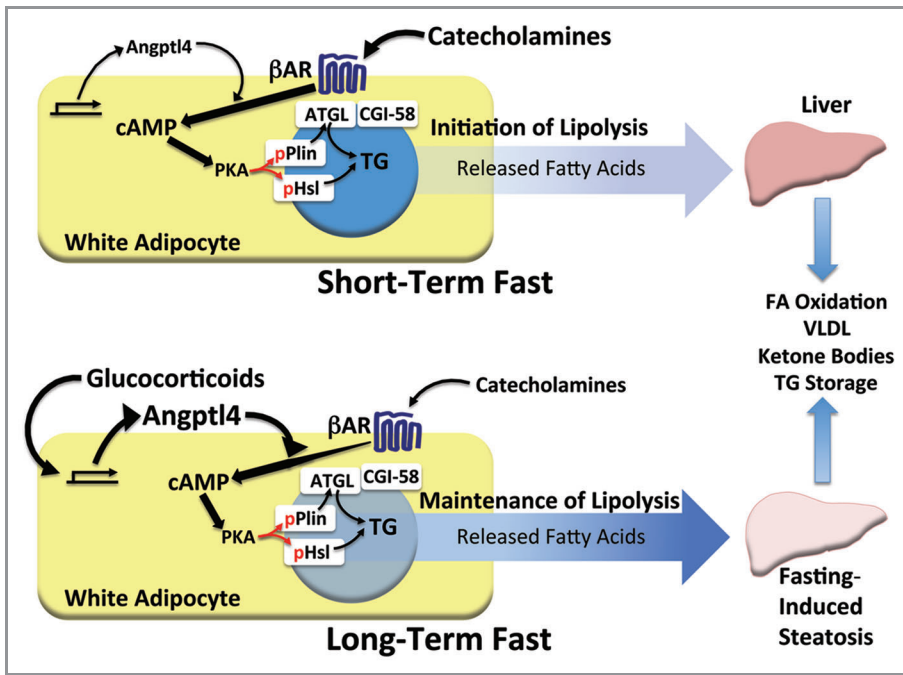 Angptl4
Catecholamines
βAR
cAMP
ATGL
CGI-58
PKA
pPlin
pHsl
TG
Initiation of Lipolysis
Released Fatty Acids
Liver
White Adipocyte
Short-Term Fast
FA Oxidation
VLDL
Ketone Bodies
TG Storage
Glucocorticoids
Angptl4
Catecholamines
βAR
cAMP
ATGL
CGI-58
PKA
pPlin
pHsl
TG
Maintenance of Lipolysis
Released Fatty Acids
White Adipocyte
Long-Term Fast
Fasting-
Induced
Steatosis